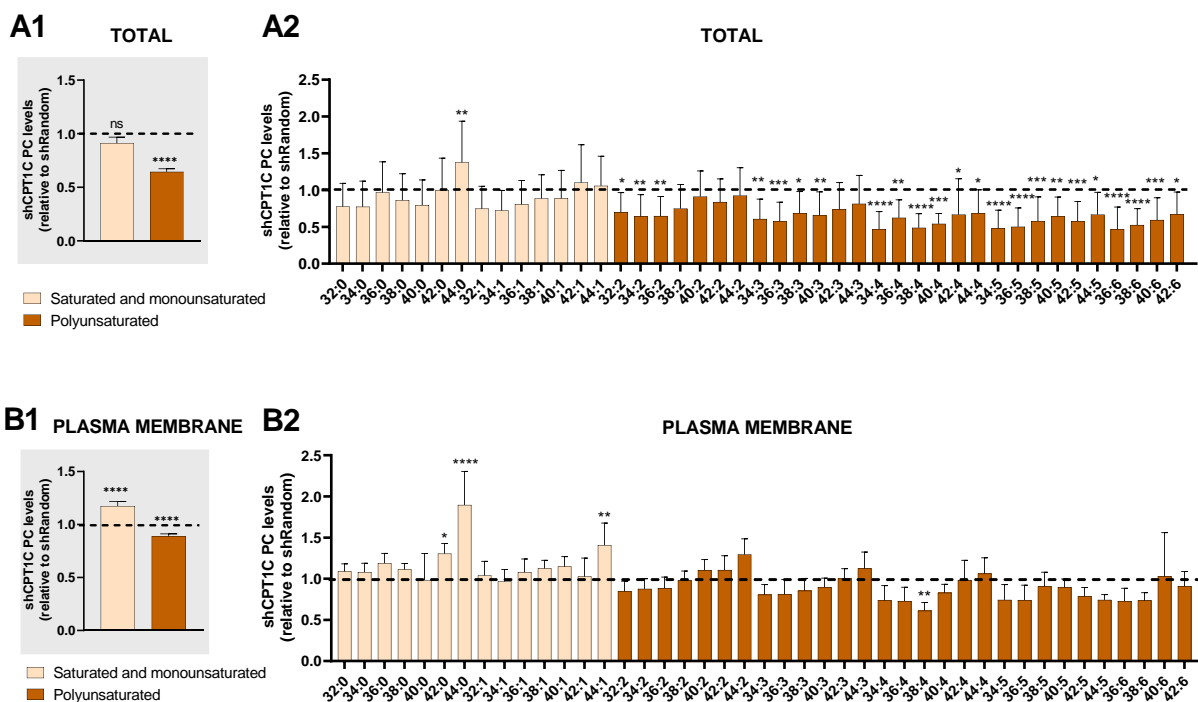 A1
TOTAL
shCPT1C PC levels
(relative to shRandom)
1.5
1.0
0.5
0.0
ns
****
Saturated and monounsaturated
Polyunsaturated
A2
TOTAL
shCPT1C PC levels
(relative to shRandom)
2.5
2.0
1.5
1.0
0.5
0.0
** * ** ** ** *** * ** **** ** **** *** * * **** **** *** ** *** * **** **** *** *
32:0 34:0 36:0 38:0 40:0 42:0 44:0 32:1 34:1 36:1 38:1 40:1 42:1 44:1 32:2 34:2 36:2 38:2 40:2 42:2 44:2 34:3 36:3 38:3 40:3 42:3 44:3 34:4 36:4 38:4 40:4 42:4 44:4 34:5 36:5 38:5 40:5 42:5 44:5 36:6 38:6 40:6 42:6
B1
PLASMA MEMBRANE
shCPT1C PC levels
(relative to shRandom)
1.5
1.0
0.5
0.0
****
****
Saturated and monounsaturated
Polyunsaturated
B2
PLASMA MEMBRANE
shCPT1C PC levels
(relative to shRandom)
2.5
2.0
1.5
1.0
0.5
0.0
* **** ** **
32:0 34:0 36:0 38:0 40:0 42:0 44:0 32:1 34:1 36:1 38:1 40:1 42:1 44:1 32:2 34:2 36:2 38:2 40:2 42:2 44:2 34:3 36:3 38:3 40:3 42:3 44:3 34:4 36:4 38:4 40:4 42:4 44:4 34:5 36:5 38:5 40:5 42:5 44:5 36:6 38:6 40:6 42:6